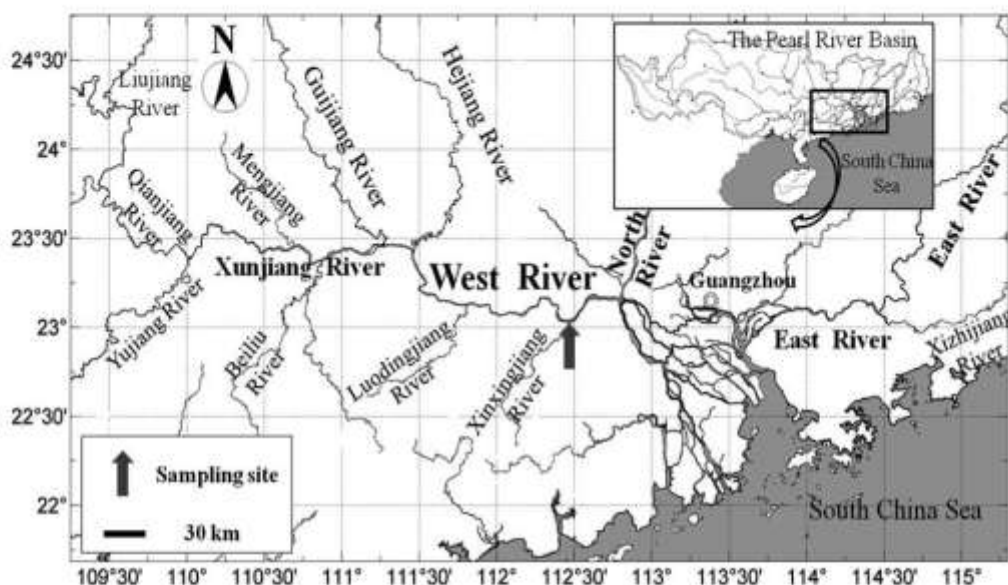 24°30'
24°
23°30'
23°
22°30'
22°
109°30'
110°
110°30'
111°
111°30'
112°
112°30'
113°
113°30'
114°
114°30'
115°
N
The Pearl River Basin
South China
Sea
Liujiang
River
Guijiang River
Hejiang River
Mengjiang
River
Qianjiang
River
Xunjiang River
Yujiang River
Beiliu
River
West River
North
River
Guangzhou
East River
East River
Xizhijiang
River
Luodingjiang
River
Xinxingjiang
River
Sampling site
30 km
South China Sea